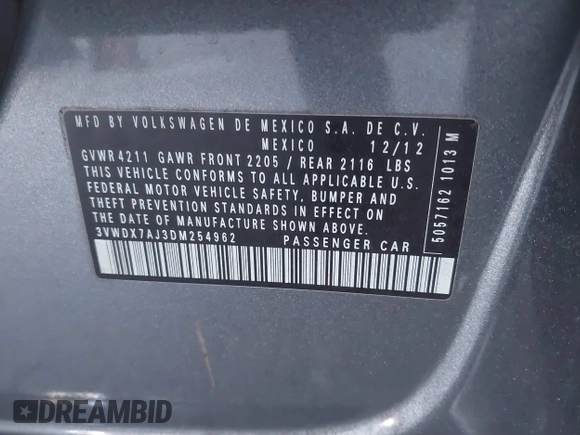 MFD BY VOLKSWAGEN DE MEXICO S.A. DE C.V.
MEXICO 12/12
GVWR 4211 GAWR FRONT 2205 / REAR 2116 LBS
THIS VEHICLE CONFORMS TO ALL APPLICABLE U.S.
FEDERAL MOTOR VEHICLE SAFETY, BUMPER AND
THEFT PREVENTION STANDARDS IN EFFECT ON
THE DATE OF MANUFACTURE SHOWN ABOVE.
3VWDX7AJ3DM254962 PASSENGER CAR
5057162 1013 M
DREAMBID